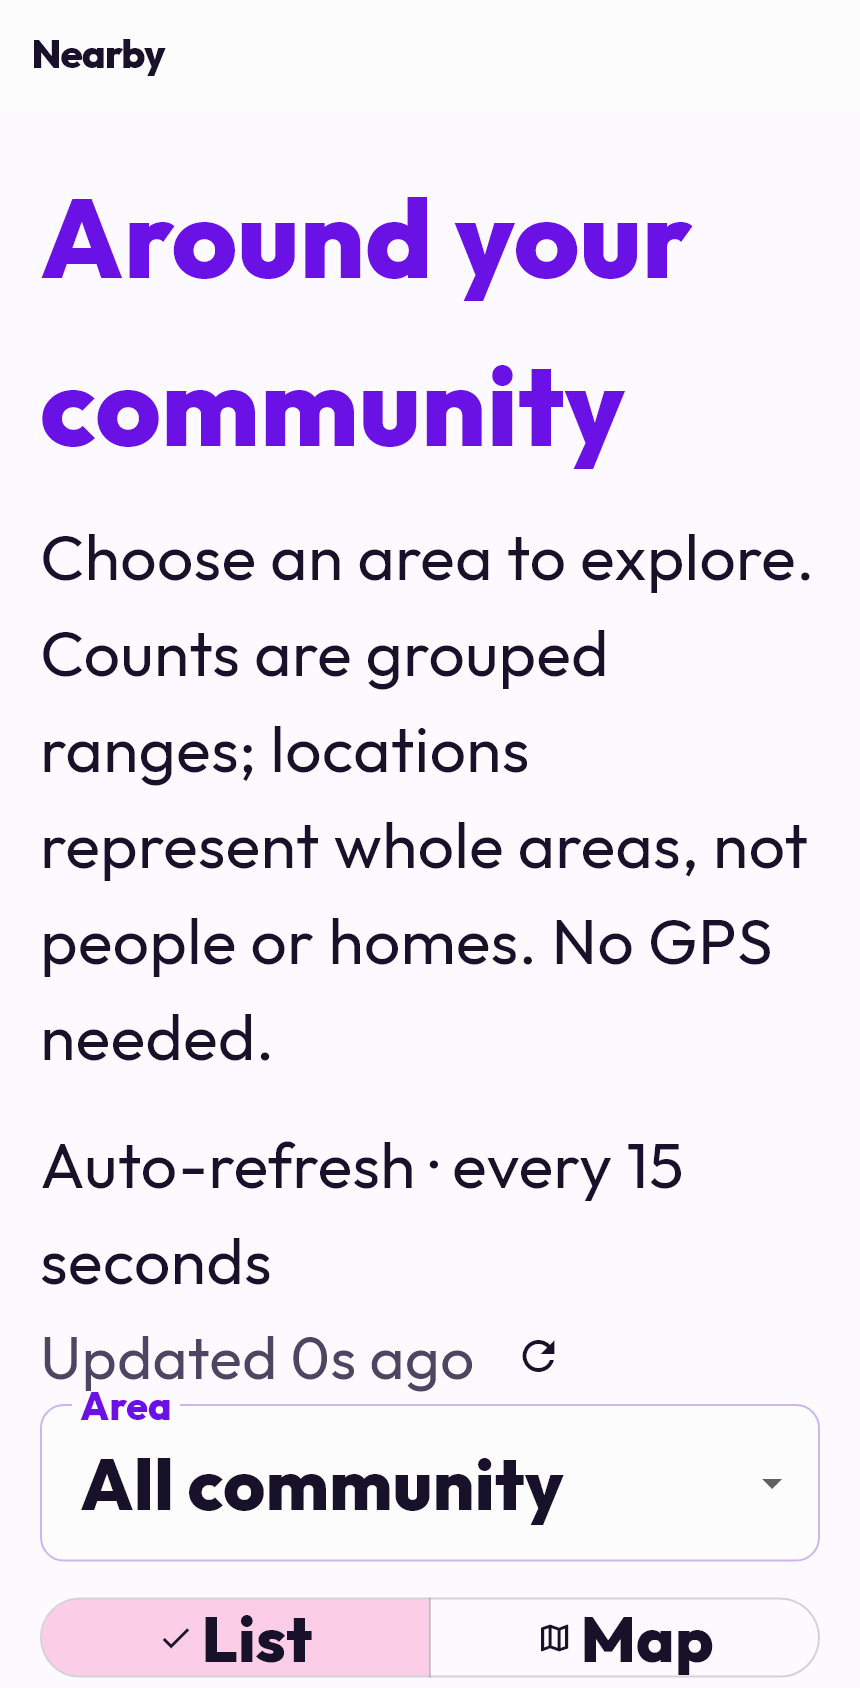 Nearby
Around your
community
Choose an area to explore.
Counts are grouped
ranges; locations
represent whole areas, not
people or homes. No GPS
needed.
Auto-refresh · every 15
seconds
Updated 0s ago
Area
All community
List
Map